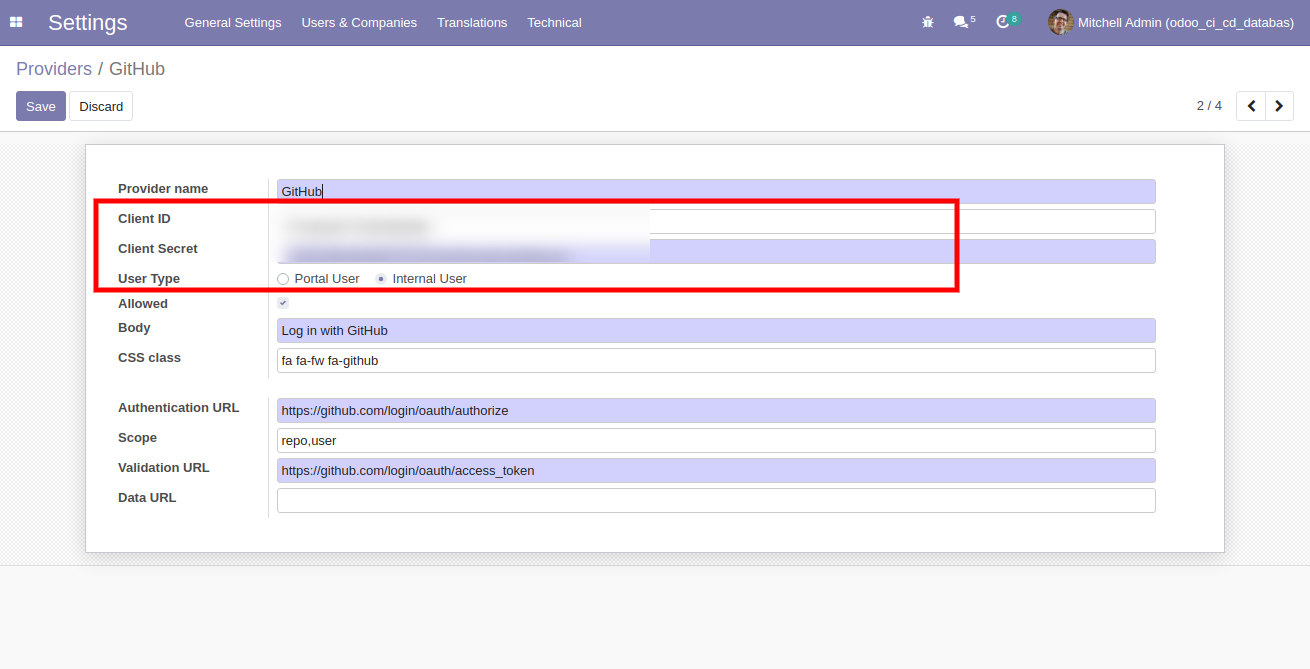 Settings General Settings Users & Companies Translations Technical 5 8 Mitchell Admin (odoo_ci_cd_databas)
Providers / GitHub
Save Discard 2 / 4
Provider name GitHub
Client ID
Client Secret
User Type Portal User Internal User
Allowed
Body Log in with GitHub
CSS class fa fa-fw fa-github
Authentication URL https://github.com/login/oauth/authorize
Scope repo,user
Validation URL https://github.com/login/oauth/access_token
Data URL